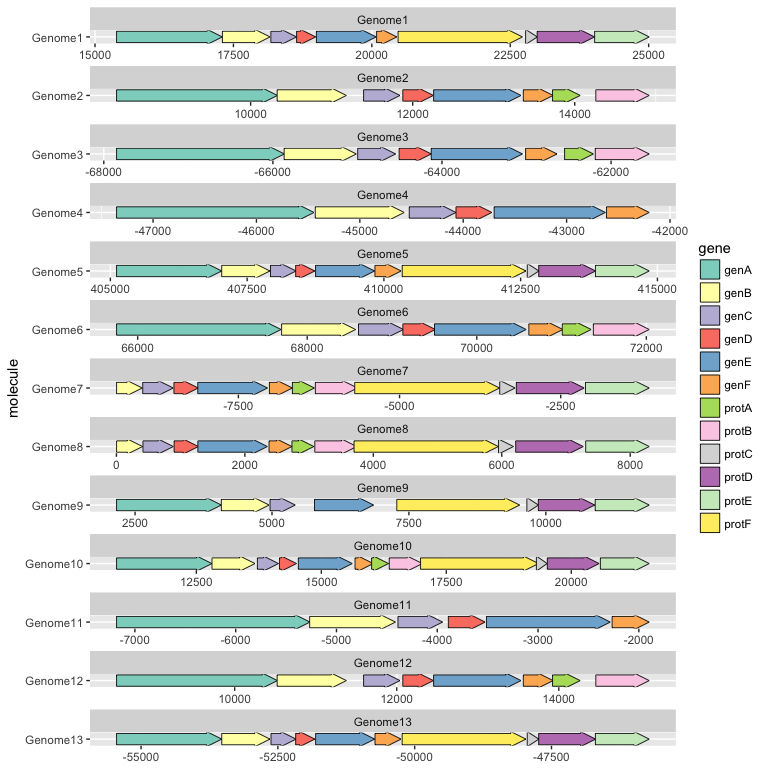 Genome1
Genome1
15000 17500 20000 22500 25000
Genome2
Genome2
10000 12000 14000
Genome3
Genome3
-68000 -66000 -64000 -62000
Genome4
Genome4
-47000 -46000 -45000 -44000 -43000 -42000
Genome5
Genome5
405000 407500 410000 412500 415000
Genome6
Genome6
66000 68000 70000 72000
Genome7
Genome7
-7500 -5000 -2500
Genome8
Genome8
0 2000 4000 6000 8000
Genome9
Genome9
2500 5000 7500 10000
Genome10
Genome10
12500 15000 17500 20000
Genome11
Genome11
-7000 -6000 -5000 -4000 -3000 -2000
Genome12
Genome12
10000 12000 14000
Genome13
Genome13
-55000 -52500 -50000 -47500
molecule
gene
genA
genB
genC
genD
genE
genF
protA
protB
protC
protD
protE
protF